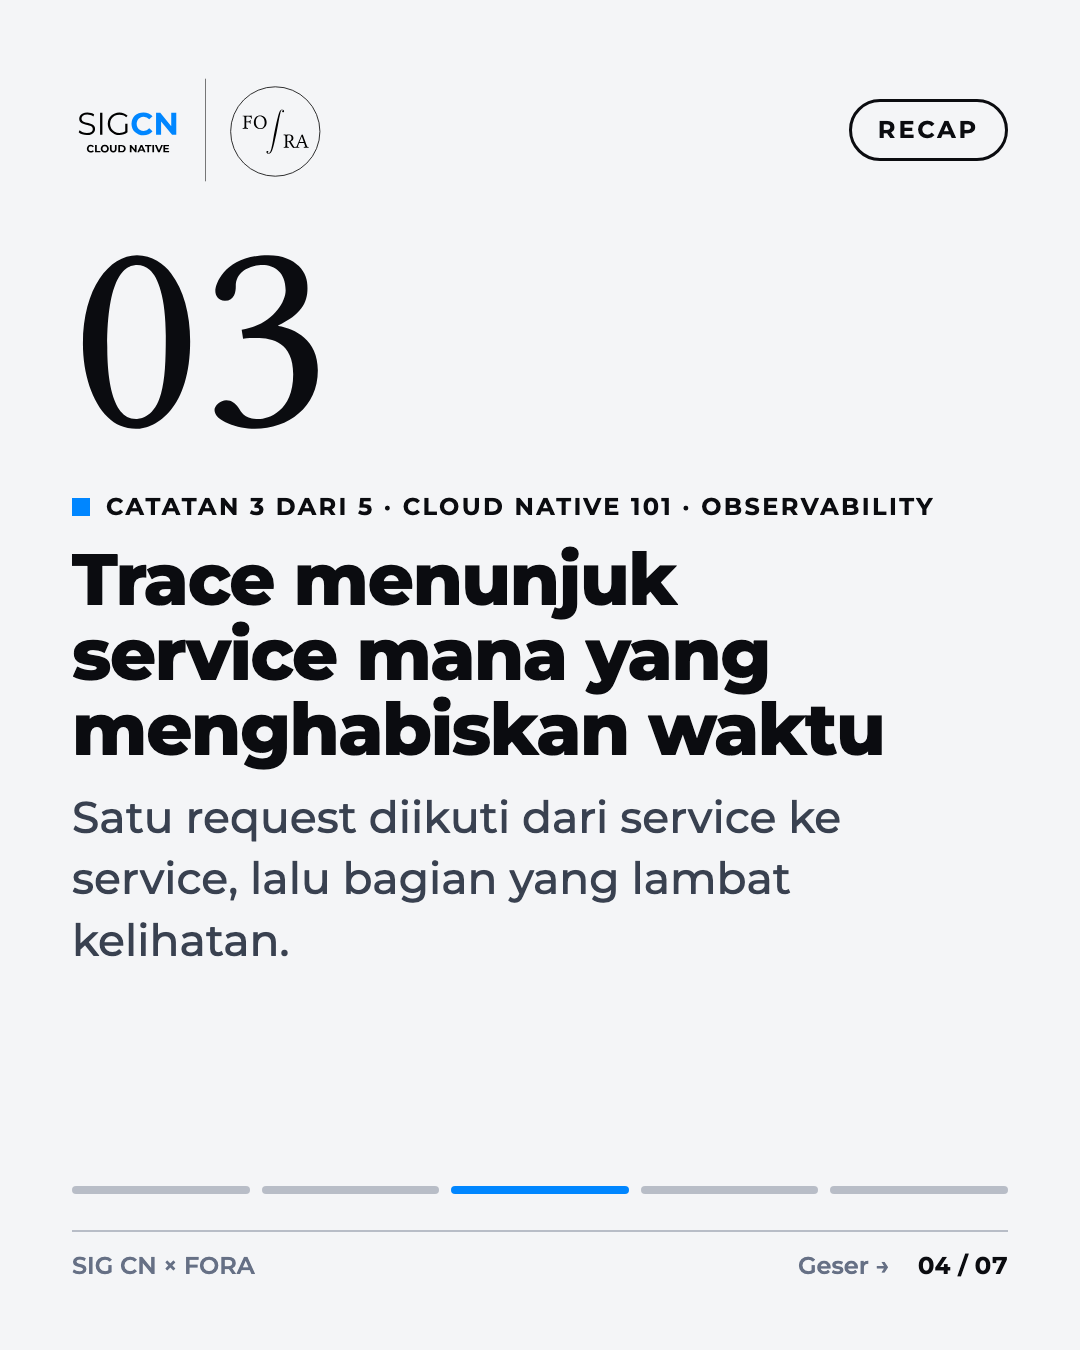 SIGCN
CLOUD NATIVE
FO∫RA
RECAP
03
CATATAN 3 DARI 5 · CLOUD NATIVE 101 · OBSERVABILITY
Trace menunjuk
service mana yang
menghabiskan waktu
Satu request diikuti dari service ke
service, lalu bagian yang lambat
kelihatan.
SIG CN × FORA
Geser → 04 / 07